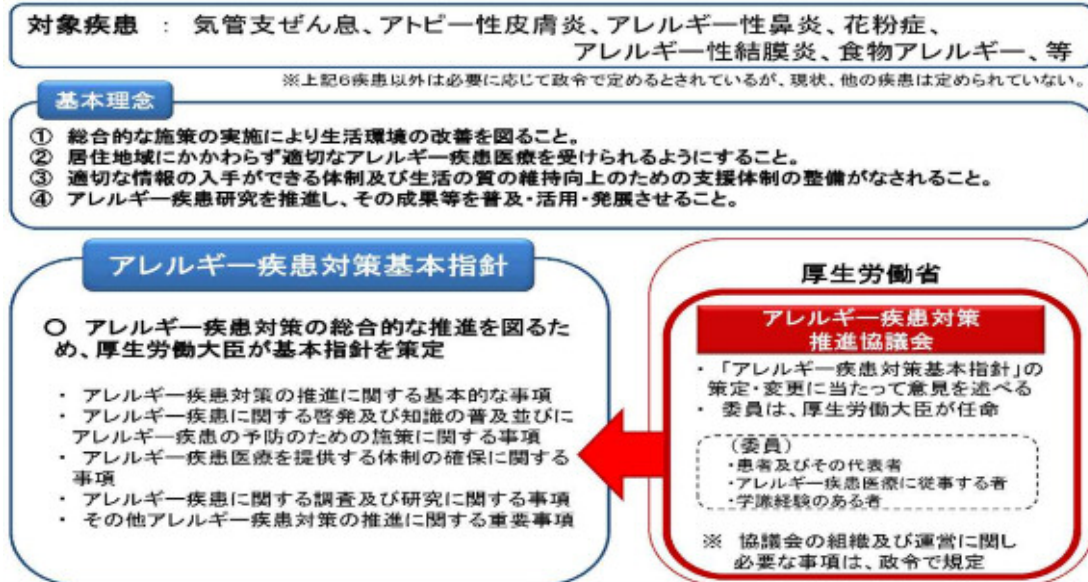 対象疾患 : 気管支ぜん息、アトピー性皮膚炎、アレルギー性鼻炎、花粉症、
アレルギー性結膜炎、食物アレルギー、等
※上記6疾患以外は必要に応じて政令で定めるとされているが、現状、他の疾患は定められていない。
基本理念
① 総合的な施策の実施により生活環境の改善を図ること。
② 居住地域にかかわらず適切なアレルギー疾患医療を受けられるようにすること。
③ 適切な情報の入手ができる体制及び生活の質の維持向上のための支援体制の整備がなされること。
④ アレルギー疾患研究を推進し、その成果等を普及・活用・発展させること。
アレルギー疾患対策基本指針
○ アレルギー疾患対策の総合的な推進を図るた
め、厚生労働大臣が基本指針を策定
・ アレルギー疾患対策の推進に関する基本的な事項
・ アレルギー疾患に関する啓発及び知識の普及並びに
アレルギー疾患の予防のための施策に関する事項
・ アレルギー疾患医療を提供する体制の確保に関する
事項
・ アレルギー疾患に関する調査及び研究に関する事項
・ その他アレルギー疾患対策の推進に関する重要事項
厚生労働省
アレルギー疾患対策
推進協議会
・ 「アレルギー疾患対策基本指針」の
策定・変更に当たって意見を述べる
・ 委員は、厚生労働大臣が任命
(委員)
・患者及びその代表者
・アレルギー疾患医療に従事する者
・学識経験のある者
※ 協議会の組織及び運営に関し
必要な事項は、政令で規定